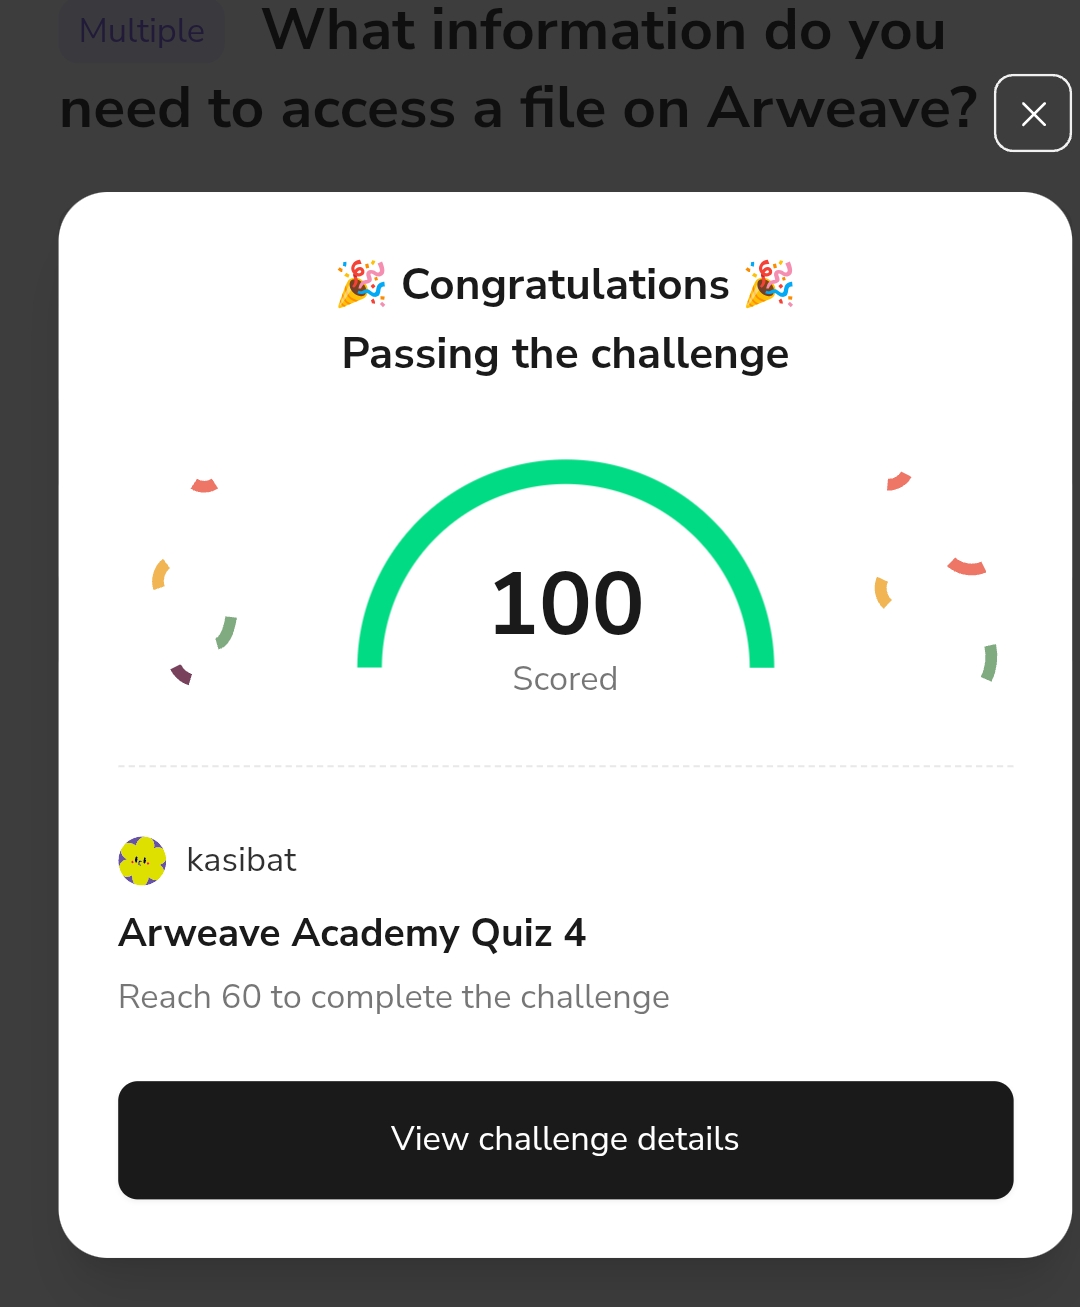 Multiple What information do you
need to access a file on Arweave?
🎉 Congratulations 🎉
Passing the challenge
100
Scored
kasibat
Arweave Academy Quiz 4
Reach 60 to complete the challenge
View challenge details